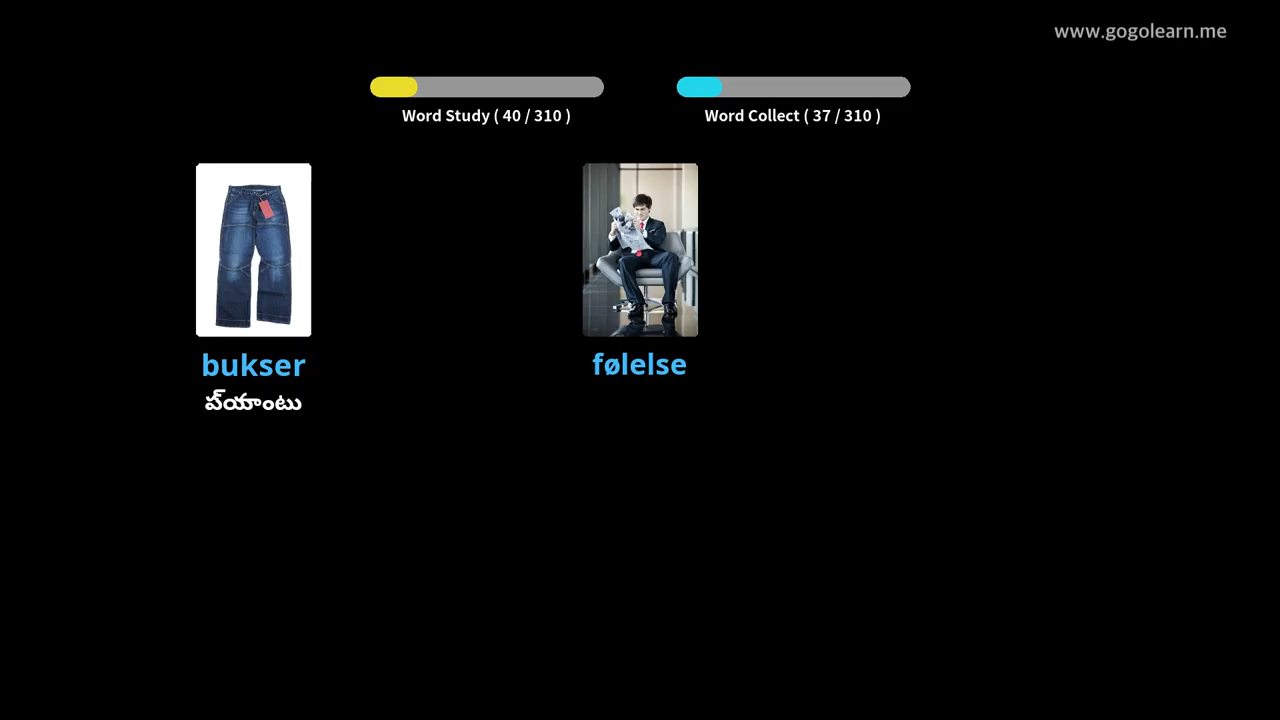 www.gogolearn.me
Word Study ( 40 / 310 )
Word Collect ( 37 / 310 )
bukser
ప్యాంటు
følelse